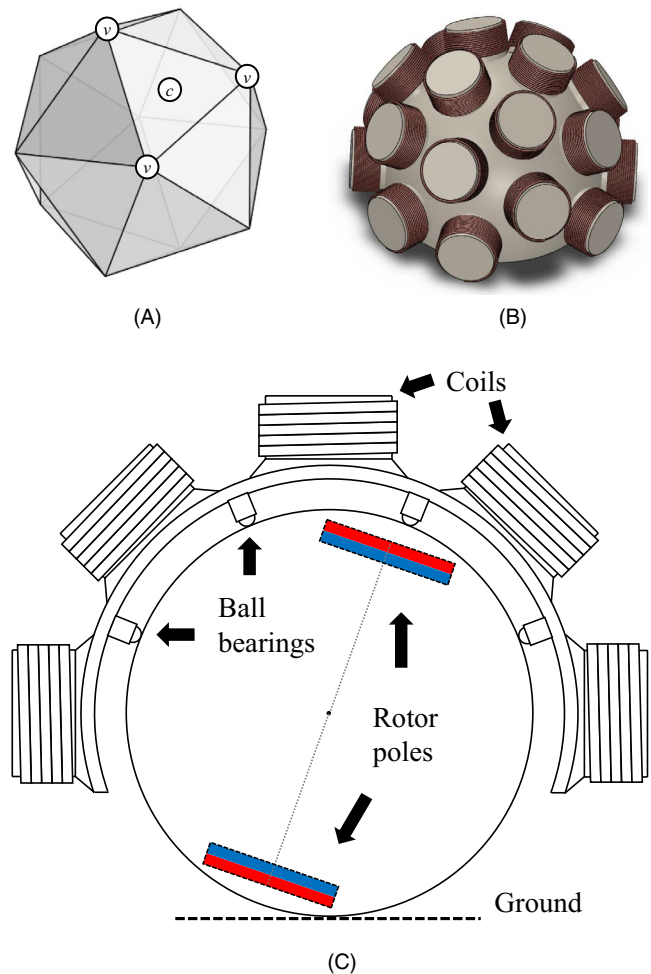 v
v
c
v
(A)
(B)
Coils
Ball
bearings
Rotor
poles
Ground
(C)